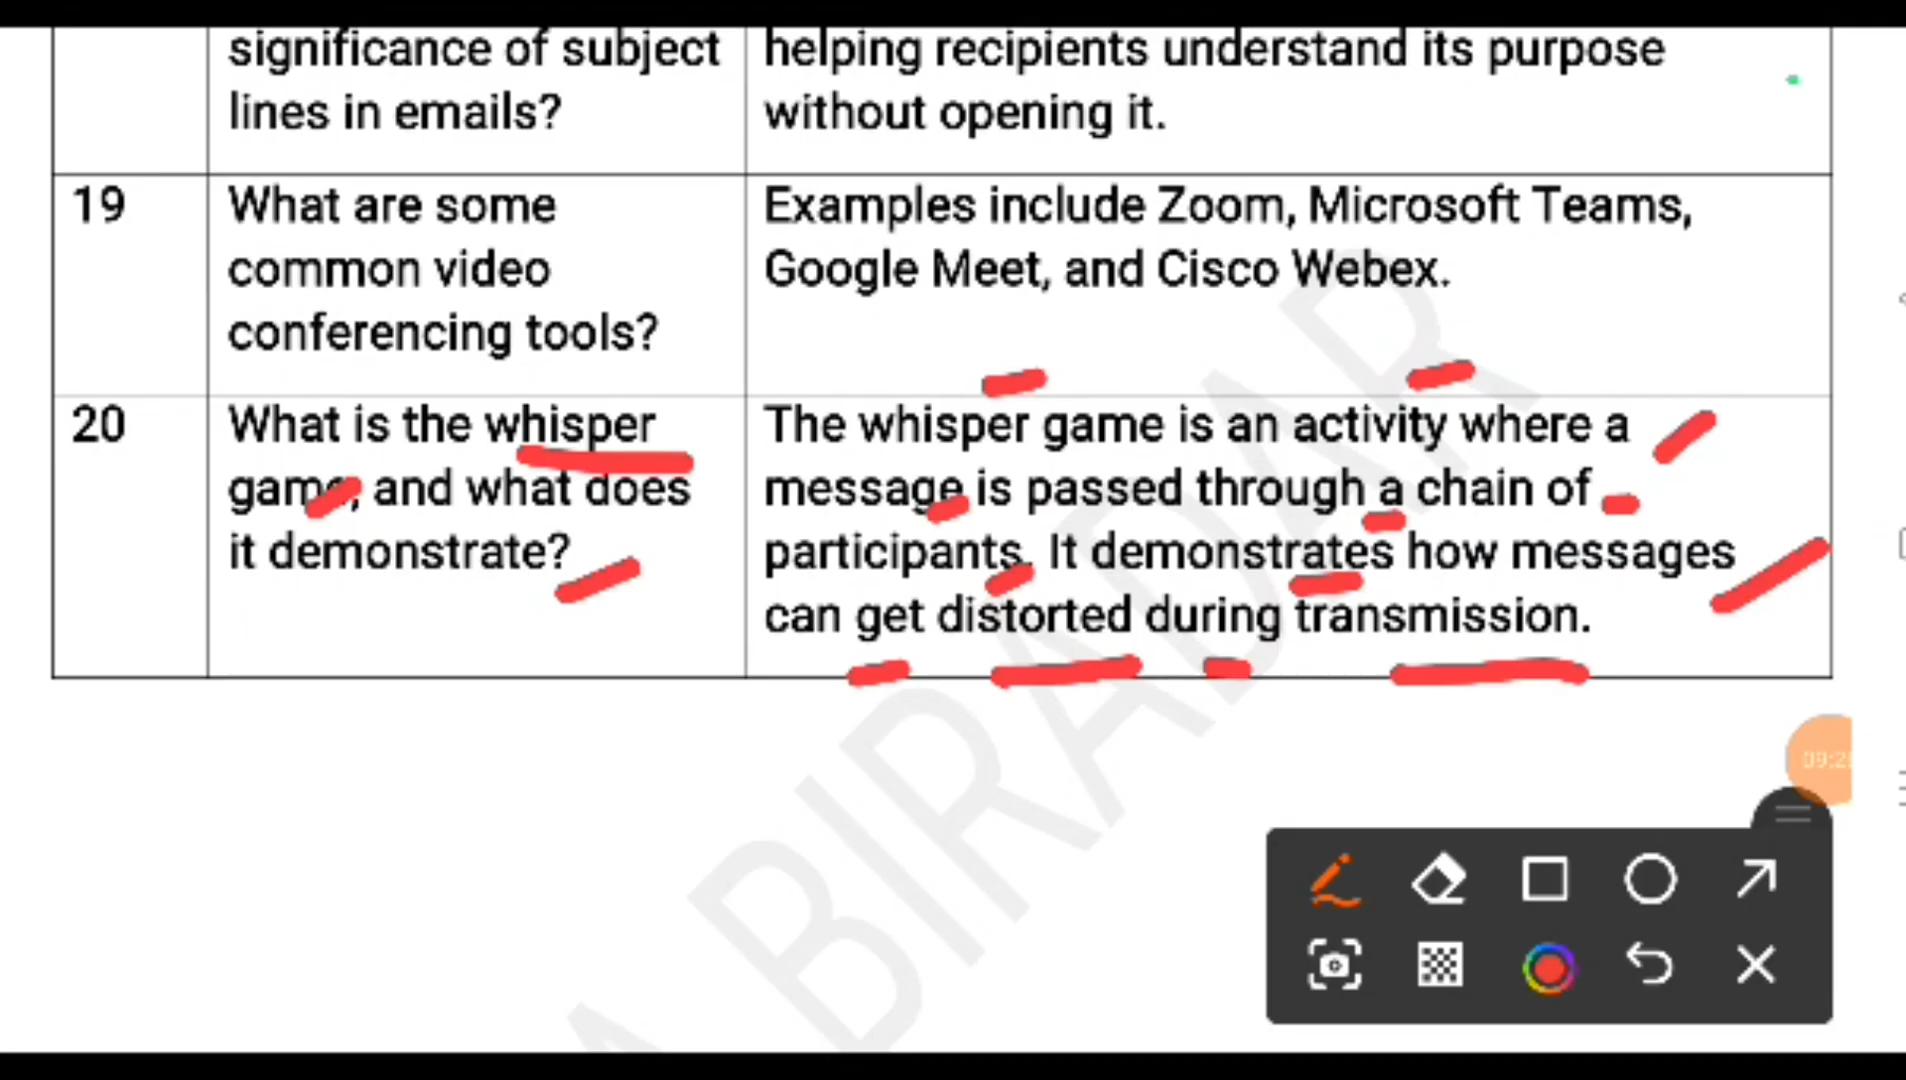 significance of subject
lines in emails?
helping recipients understand its purpose
without opening it.
19
What are some
common video
conferencing tools?
Examples include Zoom, Microsoft Teams,
Google Meet, and Cisco Webex.
20
What is the whisper
game, and what does
it demonstrate?
The whisper game is an activity where a
message is passed through a chain of
participants. It demonstrates how messages
can get distorted during transmission.
BIRADAR